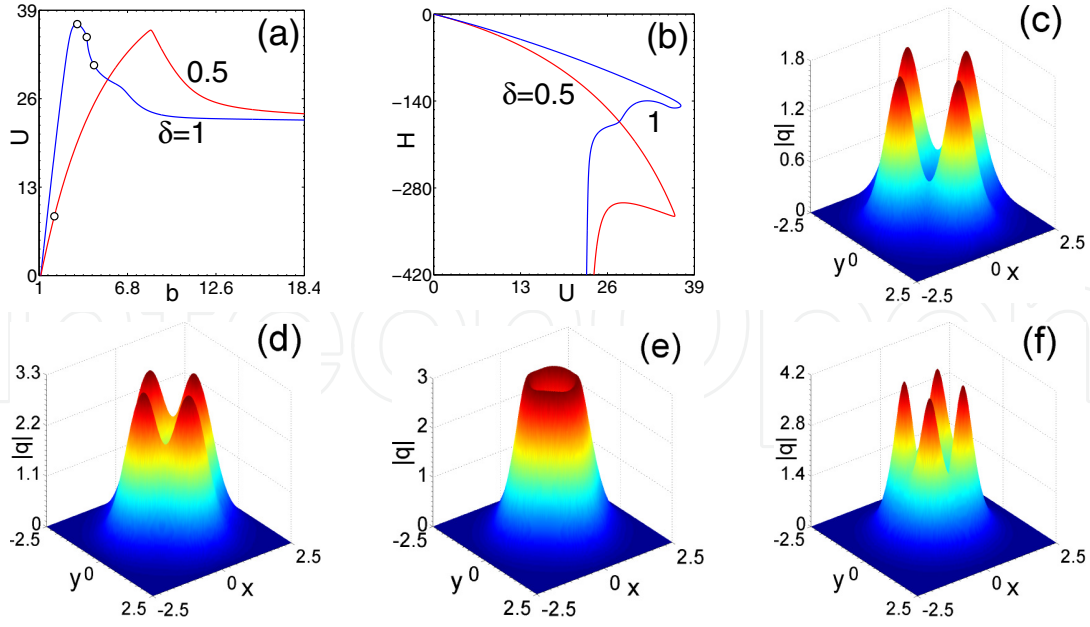 (a)
39
26
13
0
U
0.5
δ=1
1 6.8 12.6 18.4
b
(b)
0
-140
-280
-420
H
δ=0.5
1
0 13 26 39
U
(c)
1.8
1.2
0.6
0
|q|
-2.5
y 0
2.5
-2.5
0 x
2.5
(d)
3.3
2.2
1.1
0
|q|
-2.5
y 0
2.5
-2.5
0 x
2.5
(e)
3
2
1
0
|q|
-2.5
y 0
2.5
-2.5
0 x
2.5
(f)
4.2
2.8
1.4
0
|q|
-2.5
y 0
2.5
-2.5
0 x
2.5